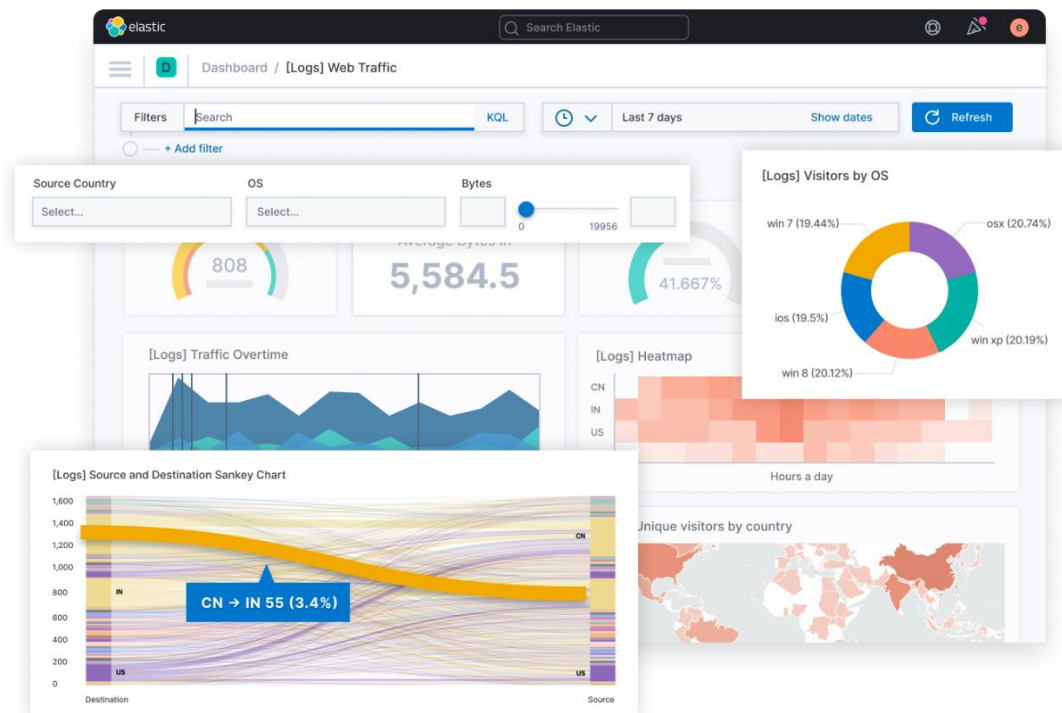 elastic
Search Elastic
e
D
Dashboard / [Logs] Web Traffic
Filters
Search
KQL
Last 7 days
Show dates
Refresh
+ Add filter
Source Country
OS
Bytes
Select...
Select...
0
19956
808
Average Bytes In
5,584.5
41.667%
[Logs] Visitors by OS
win 7 (19.44%)
osx (20.74%)
ios (19.5%)
win xp (20.19%)
win 8 (20.12%)
[Logs] Traffic Overtime
[Logs] Heatmap
CN
IN
US
Hours a day
[Logs] Source and Destination Sankey Chart
1,600
1,400
1,200
1,000
800
600
400
200
0
CN
IN
CN → IN 55 (3.4%)
US
US
Destination
Source
Unique visitors by country